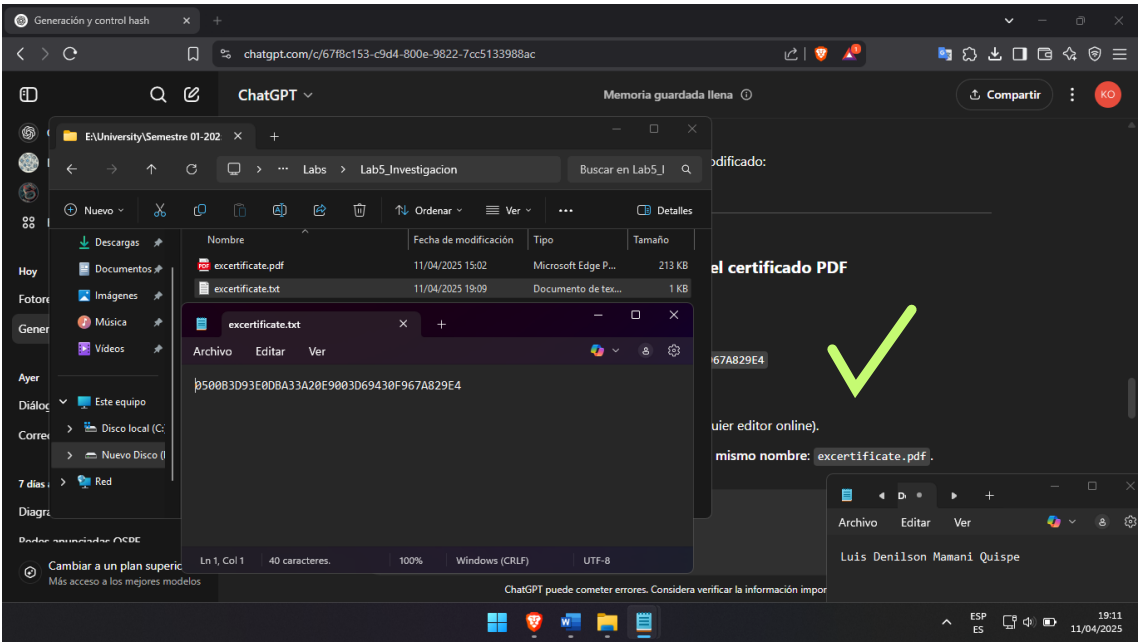 Generación y control hash
chatgpt.com/c/67f8c153-c9d4-800e-9822-7cc5133988ac
ChatGPT
Memoria guardada llena
Compartir
KO
E:\University\Semestre 01-202
Labs > Lab5_Investigacion
Buscar en Lab5_I
Nuevo
Ordenar
Ver
Detalles
Descargas
Documentos
Imágenes
Música
Vídeos
Este equipo
Disco local (C:
Nuevo Disco (
Red
Nombre
Fecha de modificación
Tipo
Tamaño
excertificate.pdf
11/04/2025 15:02
Microsoft Edge P...
213 KB
excertificate.txt
11/04/2025 19:09
Documento de tex...
1 KB
excertificate.txt
Archivo
Editar
Ver
0500B3D93E0DBA33A20E9003D69430F967A829E4
Ln 1, Col 1
40 caracteres.
100%
Windows (CRLF)
UTF-8
Hoy
Fotore
Gener
Ayer
Diálog
Corre
7 días
Diagra
Redes anunciadas OSPF
Cambiar a un plan superio
Más acceso a los mejores modelos
odificado:
el certificado PDF
967A829E4
uier editor online).
mismo nombre: excertificate.pdf.
ChatGPT puede cometer errores. Considera verificar la información impor
Archivo
Editar
Ver
Luis Denilson Mamani Quispe
ESP
ES
19:11
11/04/2025